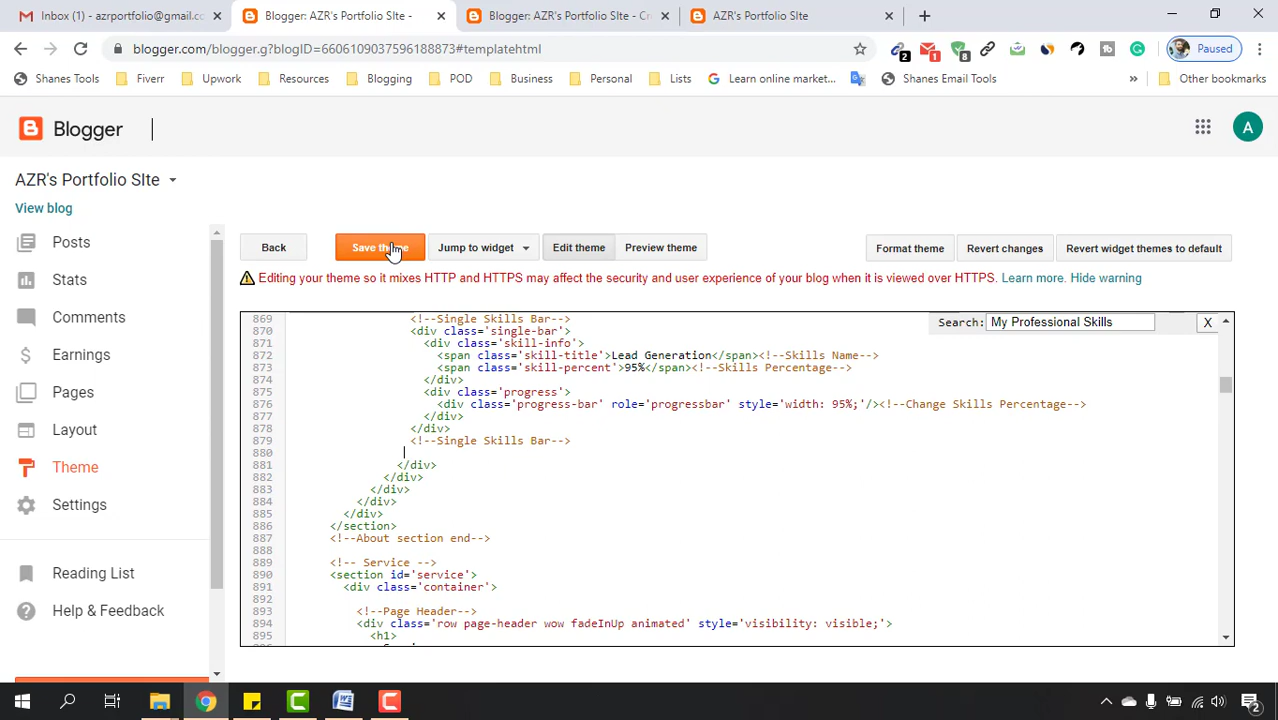 Inbox (1) - azrportfolio@gmail.cc
Blogger: AZR's Portfolio SIte -
Blogger: AZR's Portfolio SIte - Cr
AZR's Portfolio SIte
blogger.com/blogger.g?blogID=6606109037596188873#templatehtml
2
1
8
Paused
Shanes Tools
Fiverr
Upwork
Resources
Blogging
POD
Business
Personal
Lists
Learn online market...
Shanes Email Tools
»
Other bookmarks
Blogger
A
AZR's Portfolio SIte
View blog
Back
Save theme
Jump to widget
Edit theme
Preview theme
Format theme
Revert changes
Revert widget themes to default
Editing your theme so it mixes HTTP and HTTPS may affect the security and user experience of your blog when it is viewed over HTTPS. Learn more. Hide warning
Posts
Stats
Comments
Earnings
Pages
Layout
Theme
Settings
Reading List
Help & Feedback
Search: My Professional Skills X
869 <!--Single Skills Bar-->
870 <div class='single-bar'>
871 <div class='skill-info'>
872 <span class='skill-title'>Lead Generation</span><!--Skills Name-->
873 <span class='skill-percent'>95%</span><!--Skills Percentage-->
874 </div>
875 <div class='progress'>
876 <div class='progress-bar' role='progressbar' style='width: 95%;'/><!--Change Skills Percentage-->
877 </div>
878 </div>
879 <!--Single Skills Bar-->
880
881 </div>
882 </div>
883 </div>
884 </div>
885 </div>
886 </section>
887 <!--About section end-->
888
889 <!-- Service -->
890 <section id='service'>
891 <div class='container'>
892
893 <!--Page Header-->
894 <div class='row page-header wow fadeInUp animated' style='visibility: visible;'>
895 <h1>
2